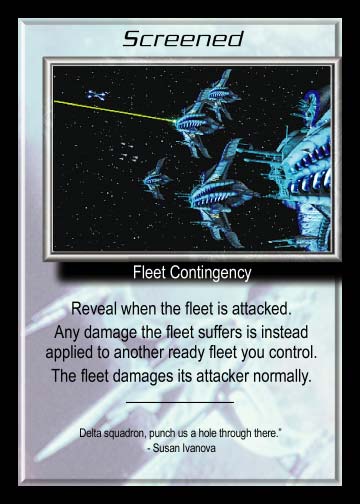 Screened
Fleet Contingency
Reveal when the fleet is attacked.
Any damage the fleet suffers is instead
applied to another ready fleet you control.
The fleet damages its attacker normally.
Delta squadron, punch us a hole through there."
- Susan Ivanova